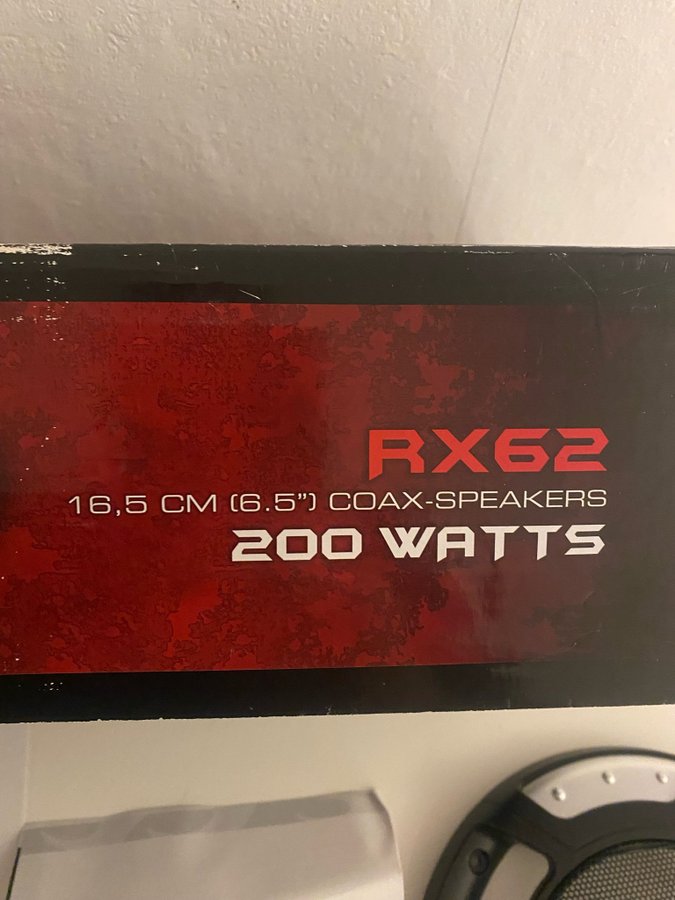 RX62
16,5 CM (6.5") COAX-SPEAKERS
200 WATTS